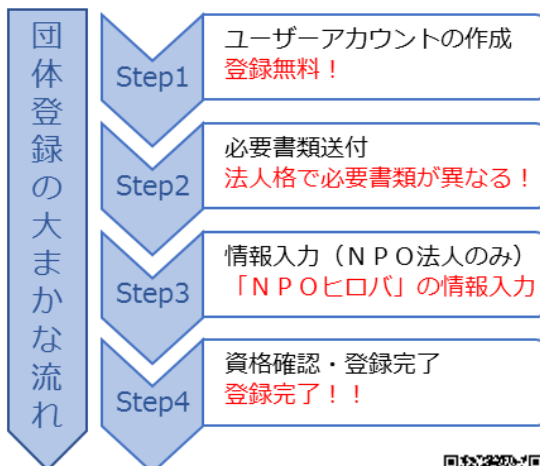 団体登録の大まかな流れ
Step1
ユーザーアカウントの作成
登録無料！
Step2
必要書類送付
法人格で必要書類が異なる！
Step3
情報入力（ＮＰＯ法人のみ）
「ＮＰＯヒロバ」の情報入力
Step4
資格確認・登録完了
登録完了！！